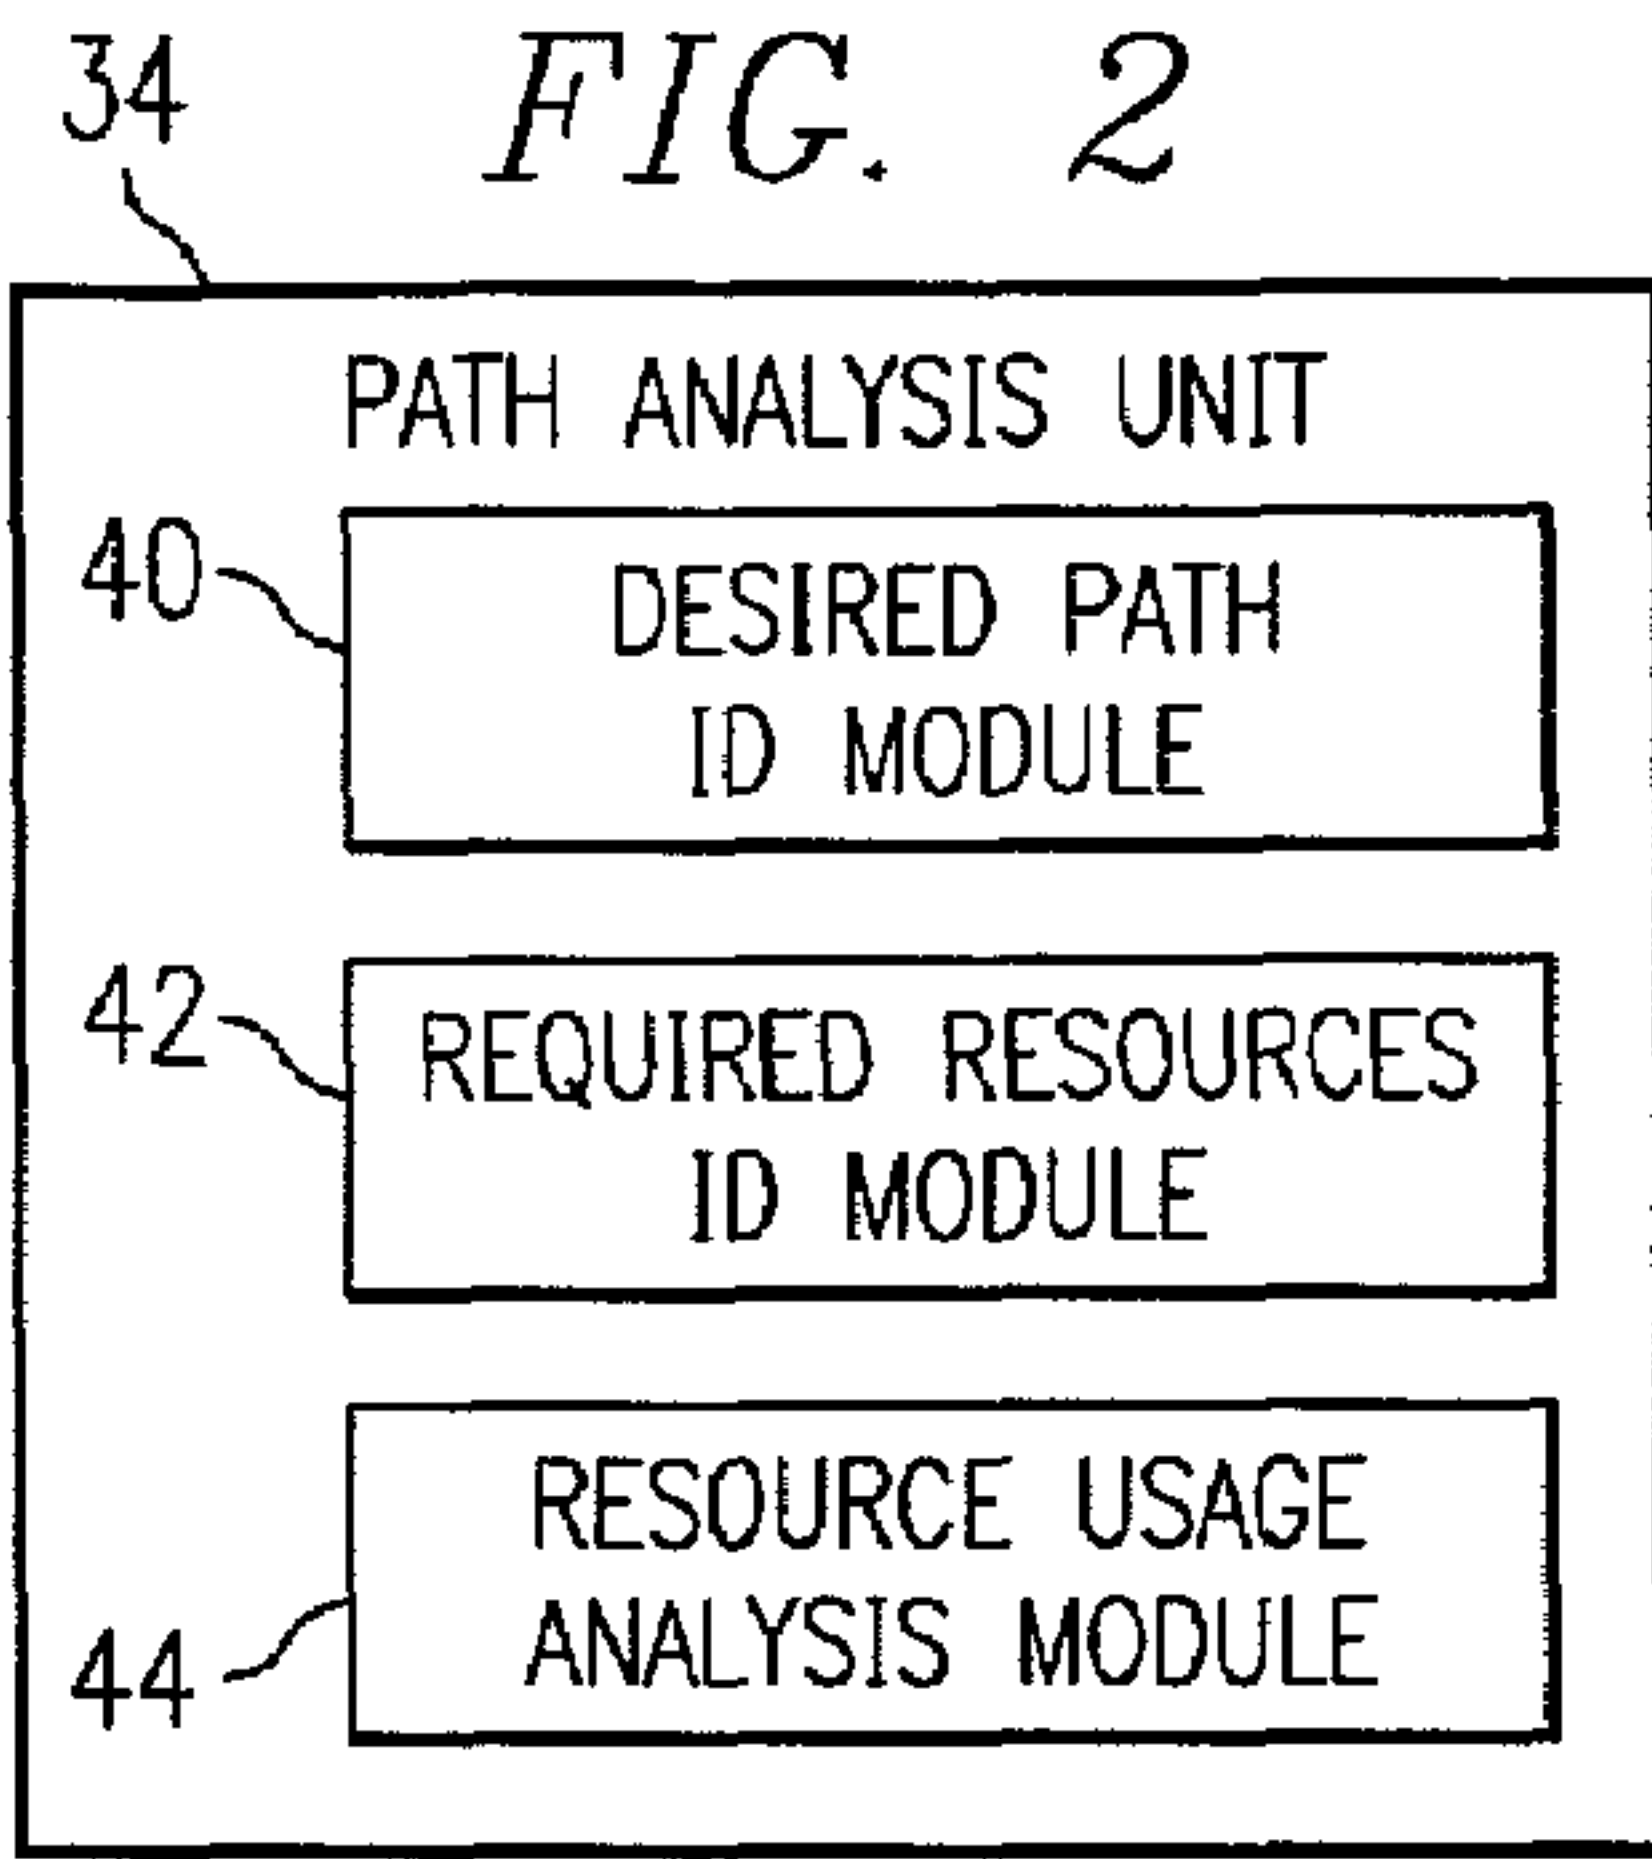 34
FIG. 2
PATH ANALYSIS UNIT
40
DESIRED PATH
ID MODULE
42
REQUIRED RESOURCES
ID MODULE
RESOURCE USAGE
ANALYSIS MODULE
44